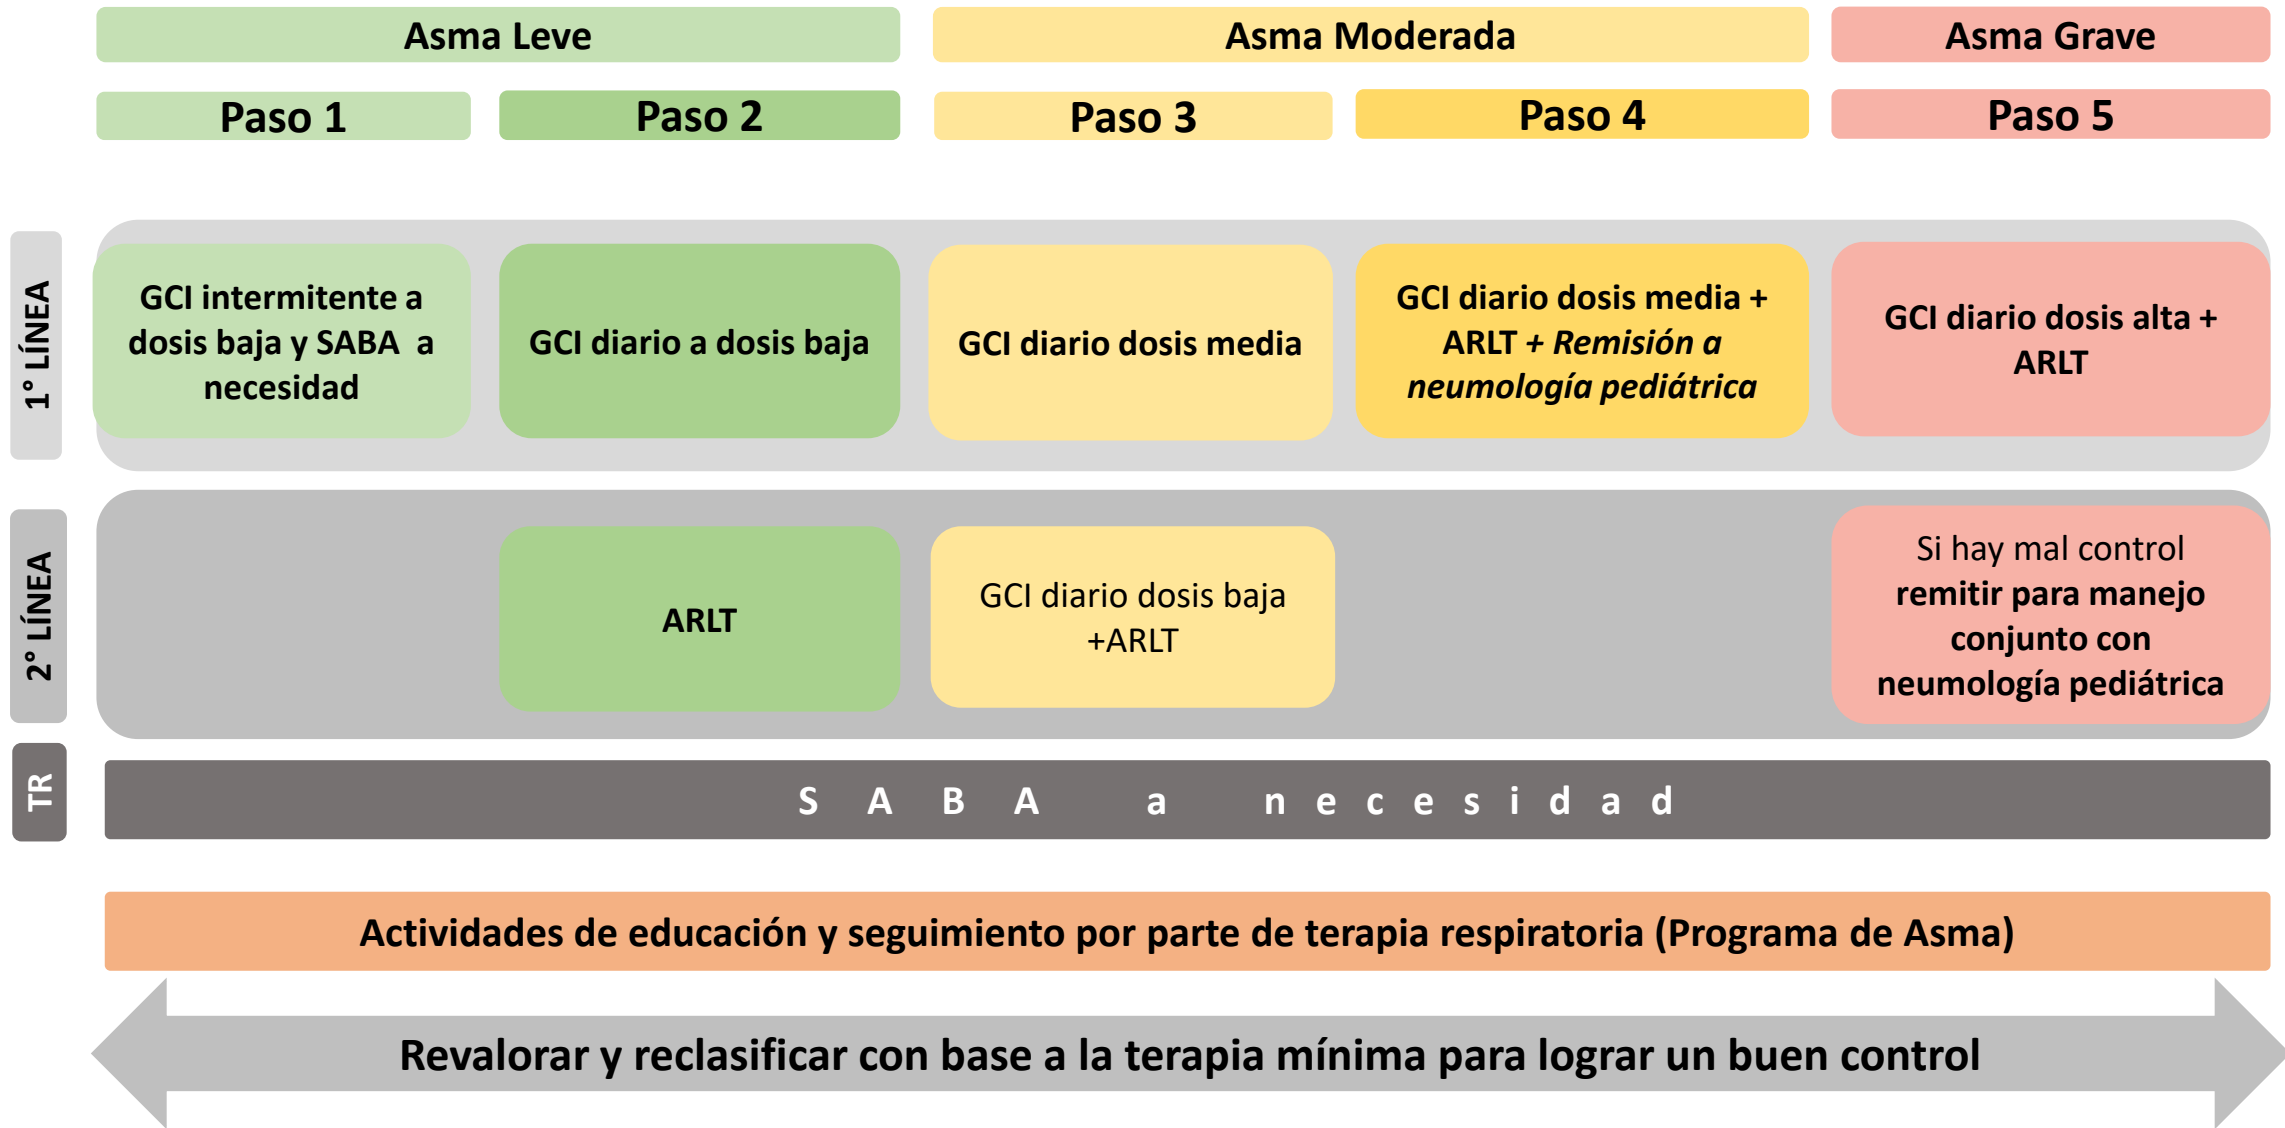 Asma Leve
Asma Moderada
Asma Grave
Paso 1
Paso 2
Paso 3
Paso 4
Paso 5
1° LÍNEA
GCI intermitente a
dosis baja y SABA a
necesidad
GCI diario a dosis baja
GCI diario dosis media
GCI diario dosis media +
ARLT + Remisión a
neumología pediátrica
GCI diario dosis alta +
ARLT
2° LÍNEA
ARLT
GCI diario dosis baja
+ARLT
Si hay mal control
remitir para manejo
conjunto con
neumología pediátrica
TR
SABA a necesidad
Actividades de educación y seguimiento por parte de terapia respiratoria (Programa de Asma)
Revalorar y reclasificar con base a la terapia mínima para lograr un buen control